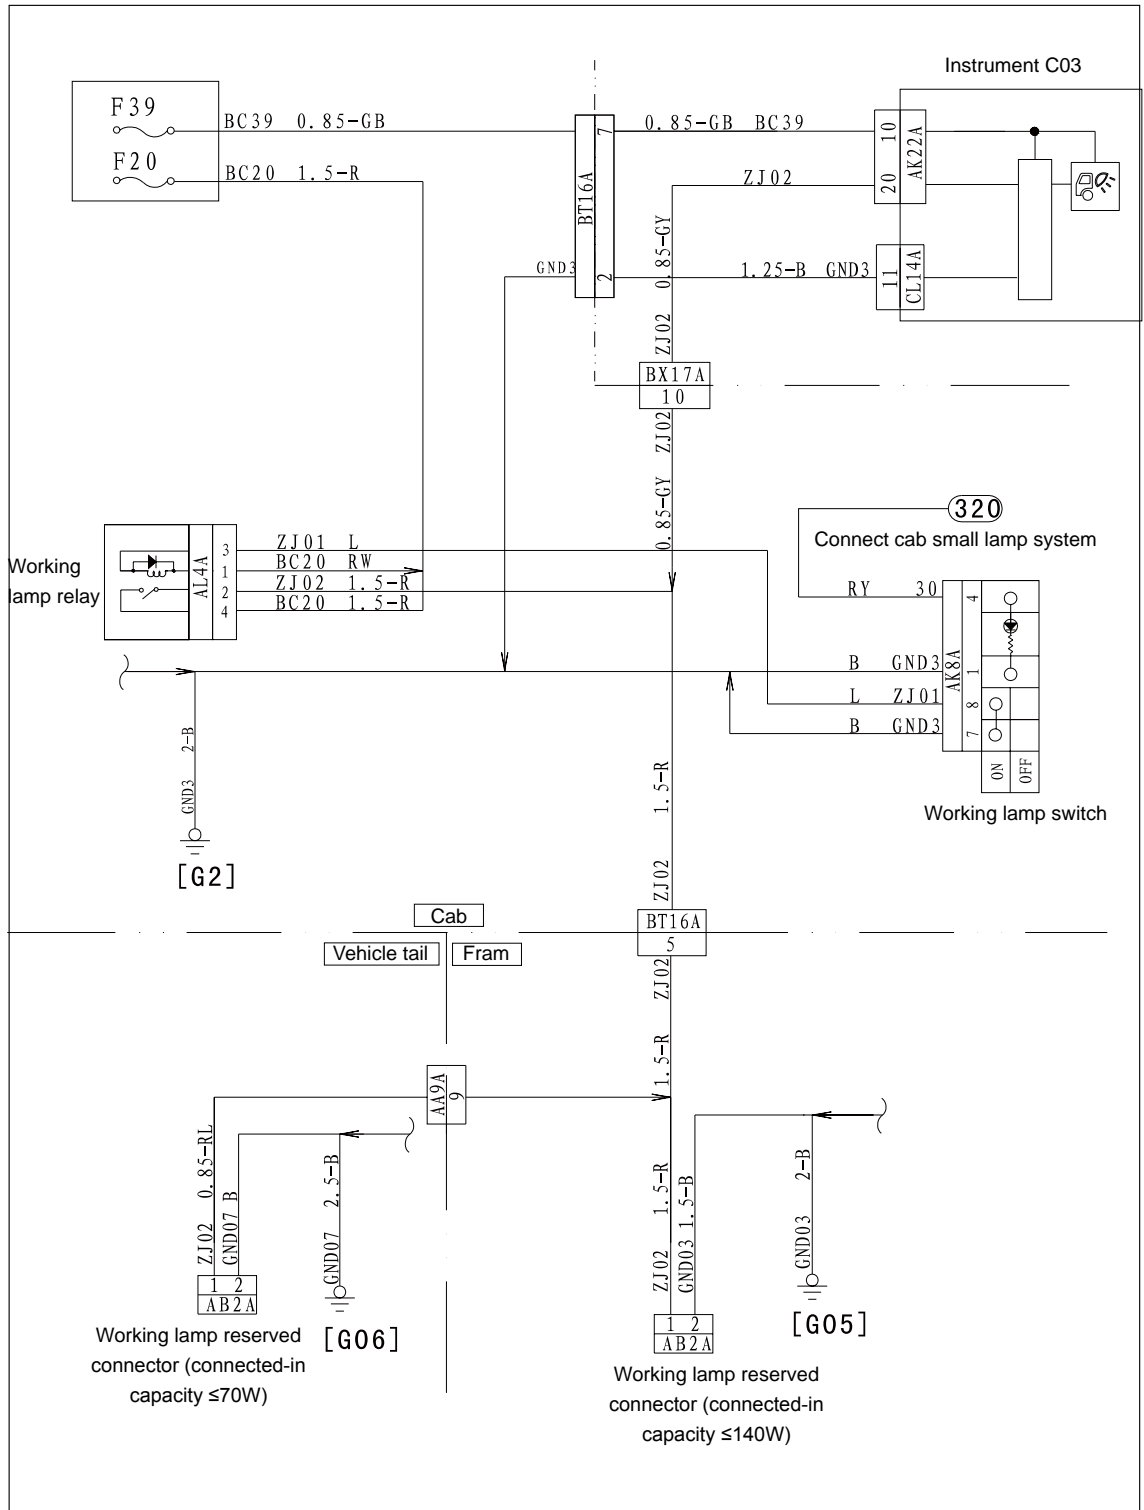 Instrument C03
F39
BC39 0.85-GB
0.85-GB BC39
10
AK22A
7
F20
BC20 1.5-R
BT16A
ZJ02
20
0.85-GY
GND3
2
1.25-B GND3
11
CL14A
ZJ02
BX17A
10
ZJ02
0.85-GY
320
Connect cab small lamp system
Working
lamp relay
AL4A
3
ZJ01 L
1
BC20 RW
2
ZJ02 1.5-R
4
BC20 1.5-R
RY 30
4
AK8A
B GND3
1
L ZJ01
8
B GND3
7
ON
OFF
Working lamp switch
2-B
GND3
[G2]
1.5-R
ZJ02
Cab
BT16A
5
Vehicle tail
Fram
ZJ02
1.5-R
AA9A
9
ZJ02 0.85-RL
GND07 B
GND07 2.5-B
ZJ02 1.5-R
GND03 1.5-B
GND03 2-B
1 2
AB2A
[G06]
[G05]
1 2
AB2A
Working lamp reserved
connector (connected-in
capacity ≤70W)
Working lamp reserved
connector (connected-in
capacity ≤140W)